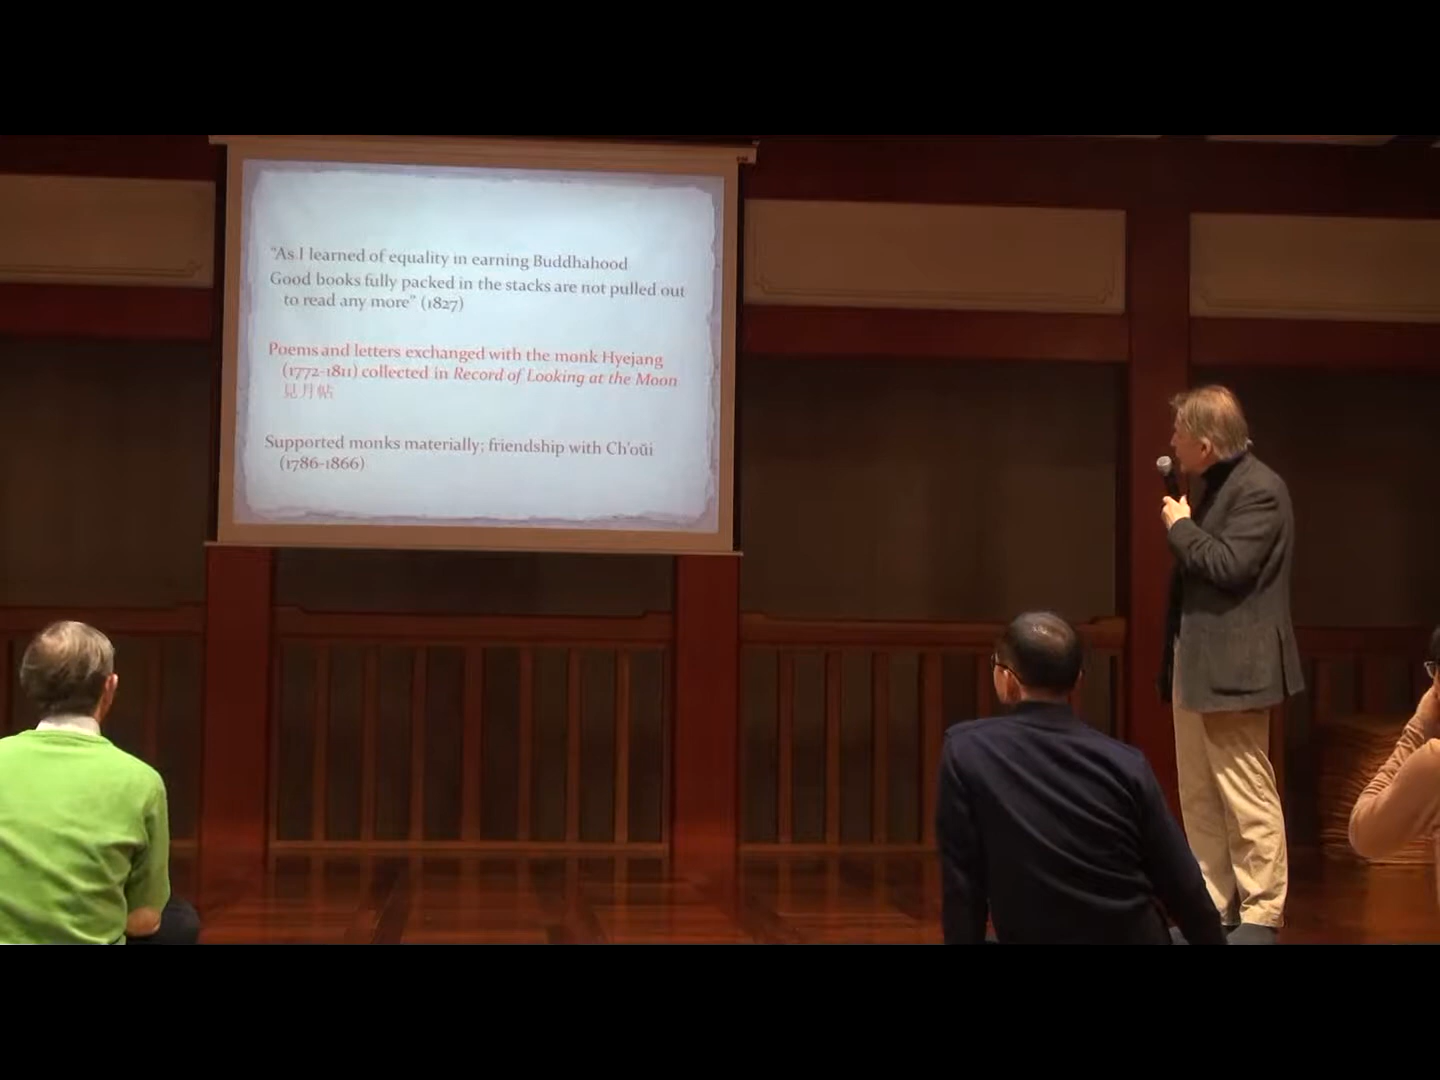 "As I learned of equality in earning Buddhahood
Good books fully packed in the stacks are not pulled out
to read any more" (1827)
Poems and letters exchanged with the monk Hyejang
(1772-1811) collected in Record of Looking at the Moon
見月帖
Supported monks materially; friendship with Ch'oŭi
(1786-1866)